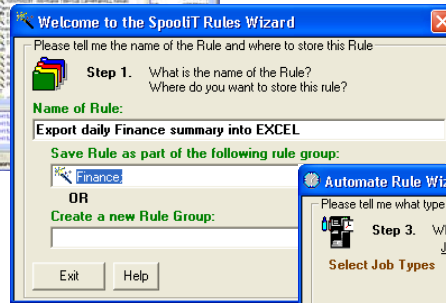 Welcome to the SpooliT Rules Wizard
Please tell me the name of the Rule and where to store this Rule
Step 1. What is the name of the Rule?
Where do you want to store this rule?
Name of Rule:
Export daily Finance summary into EXCEL
Save Rule as part of the following rule group:
Finance;
OR
Create a new Rule Group:
Exit Help
Automate Rule Wiz
Please tell me what type
Step 3.
Select Job Types